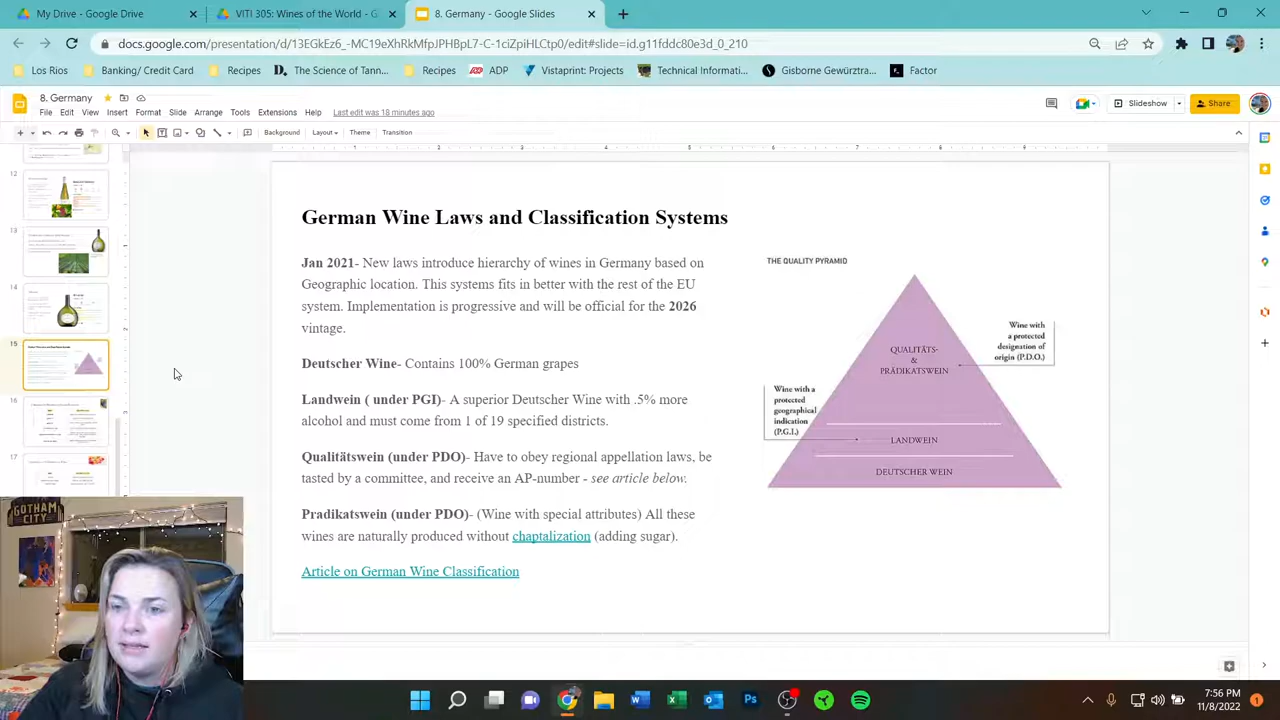 Germany - Google Drive
Germany - Google Drive
8. Germany - Google Slides
docs.google.com/presentation/d/13EGkEz6_-MC19eXhRkMfpJPHBpL7-C-1ciZpiHLCtp0/edit#slide=id.g11fddc80e3d_0_210
Los Rios
Banking/ Credit Card
Recipes
The Science of Tann...
Recipes
ADP
Vistaprint: Projects
Technical Informati...
Gisborne Gewürztra...
Factor
8. Germany
File Edit View Insert Format Slide Arrange Tools Extensions Help Last edit was 18 minutes ago
Slideshow
Share
Background Layout Theme Transition
12
13
14
15
16
17
German Wine Laws and Classification Systems
Jan 2021- New laws introduce hierarchy of wines in Germany based on
Geographic location. This systems fits in better with the rest of the EU
system. Implementation is progressive and will be official for the 2026
vintage.
Deutscher Wine- Contains 100% German grapes
Landwein ( under PGI)- A superior Deutscher Wine with .5% more
alcohol and must come from 1 for 19 specified districts.
Qualitätswein (under PDO)- Have to obey regional appellation laws, be
tasted by a committee, and receive an AP-number - see article below.
Pradikatswein (under PDO)- (Wine with special attributes) All these
wines are naturally produced without chaptalization (adding sugar).
Article on German Wine Classification
THE QUALITY PYRAMID
Wine with
a protected
designation of
origin (P.D.O.)
QUALITÄTS-
&
PRÄDIKATSWEIN
Wine with a
protected
geographical
indication
(P.G.I.)
LANDWEIN
DEUTSCHER WEIN
GOTHAM
CITY
7:56 PM
11/8/2022